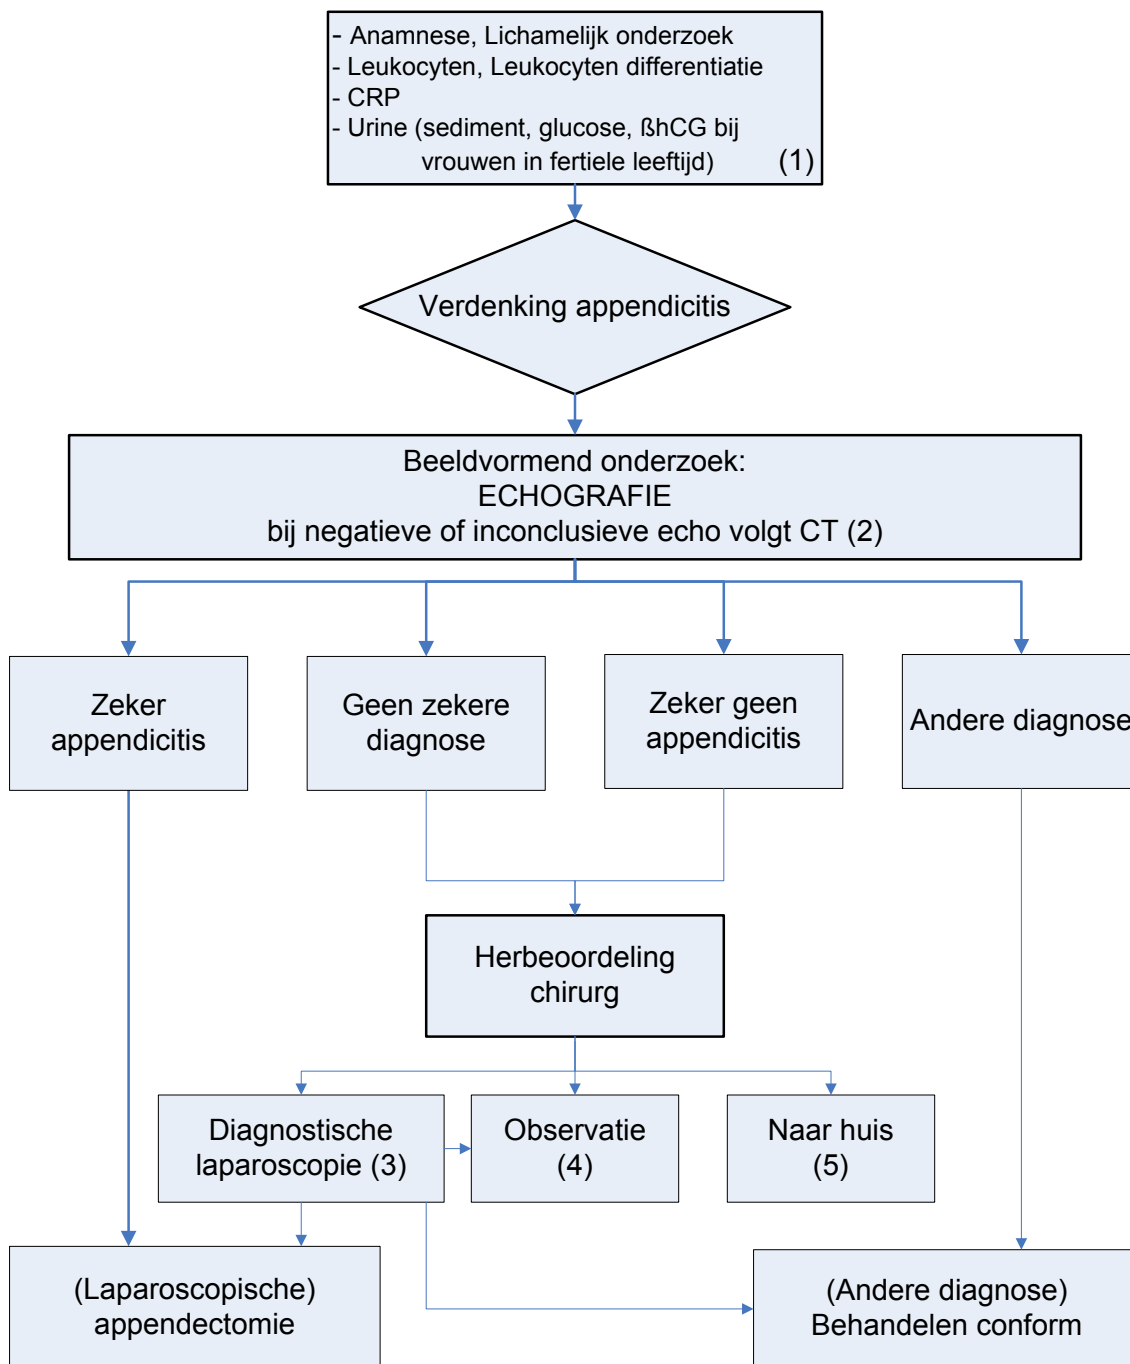 - Anamnese, Lichamelijk onderzoek
- Leukocyten, Leukocyten differentiatie
- CRP
- Urine (sediment, glucose, ßhCG bij
vrouwen in fertiele leeftijd) (1)
Verdenking appendicitis
Beeldvormend onderzoek:
ECHOGRAFIE
bij negatieve of inconclusieve echo volgt CT (2)
Zeker
appendicitis
Geen zekere
diagnose
Zeker geen
appendicitis
Andere diagnose
Herbeoordeling
chirurg
Diagnostische
laparoscopie (3)
Observatie
(4)
Naar huis
(5)
(Laparoscopische)
appendectomie
(Andere diagnose)
Behandelen conform